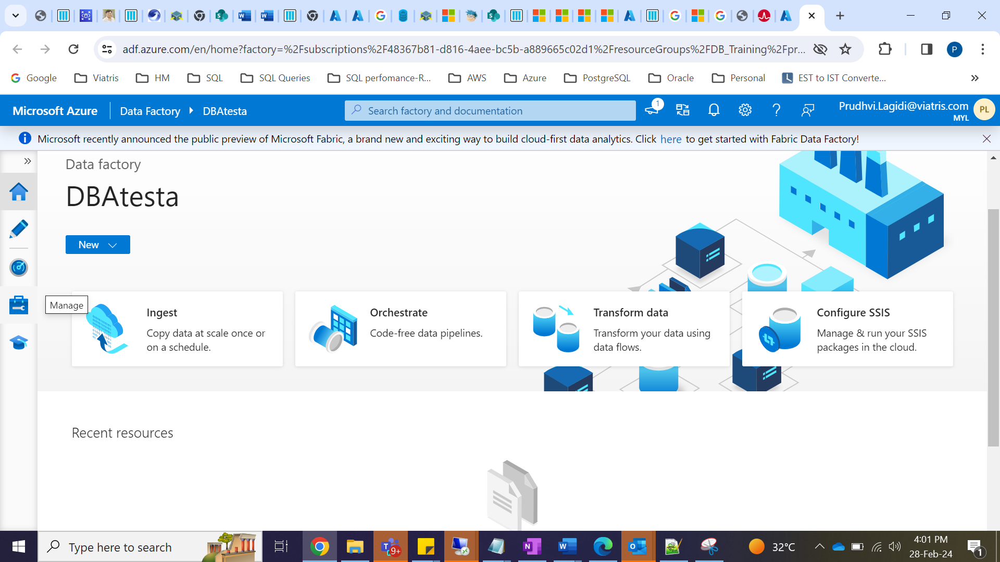 adf.azure.com/en/home?factory=%2Fsubscriptions%2F48367b81-d816-4aee-bc5b-a889665c02d1%2FresourceGroups%2FDB_Training%2Fpr...
P
Google
Viatris
HM
SQL
SQL Queries
SQL perfomance-R...
AWS
Azure
PostgreSQL
Oracle
Personal
EST to IST Converte...
Microsoft Azure
Data Factory
DBAtesta
Search factory and documentation
1
Prudhvi.Lagidi@viatris.com
MYL
PL
Microsoft recently announced the public preview of Microsoft Fabric, a brand new and exciting way to build cloud-first data analytics. Click here to get started with Fabric Data Factory!
Data factory
DBAtesta
New
Manage
Ingest
Copy data at scale once or
on a schedule.
Orchestrate
Code-free data pipelines.
Transform data
Transform your data using
data flows.
Configure SSIS
Manage & run your SSIS
packages in the cloud.
Recent resources
Type here to search
9+
32°C
4:01 PM
28-Feb-24
1